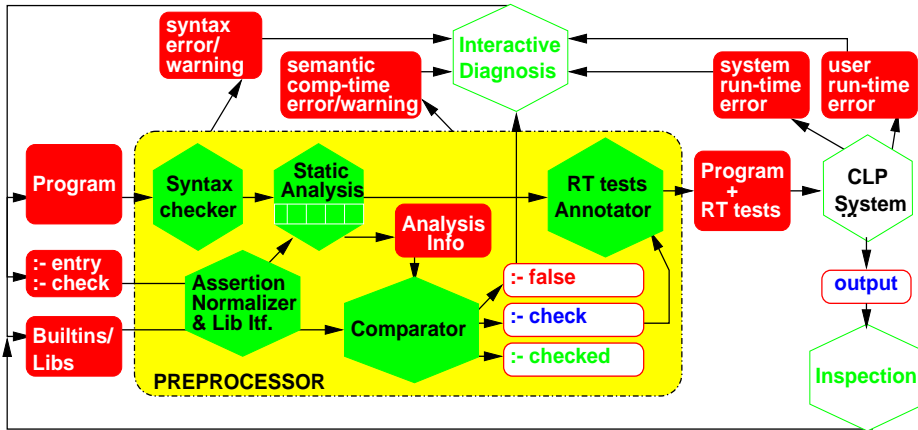 syntax
error/
warning
semantic
comp-time
error/warning
Interactive
Diagnosis
system
run-time
error
user
run-time
error
Program
Syntax
checker
Static
Analysis
RT tests
Annotator
Program
+
RT tests
CLP
System
Analysis
Info
:- entry
:- check
Assertion
Normalizer
& Lib Itf.
Builtins/
Libs
Comparator
:- false
:- check
:- checked
output
PREPROCESSOR
Inspection